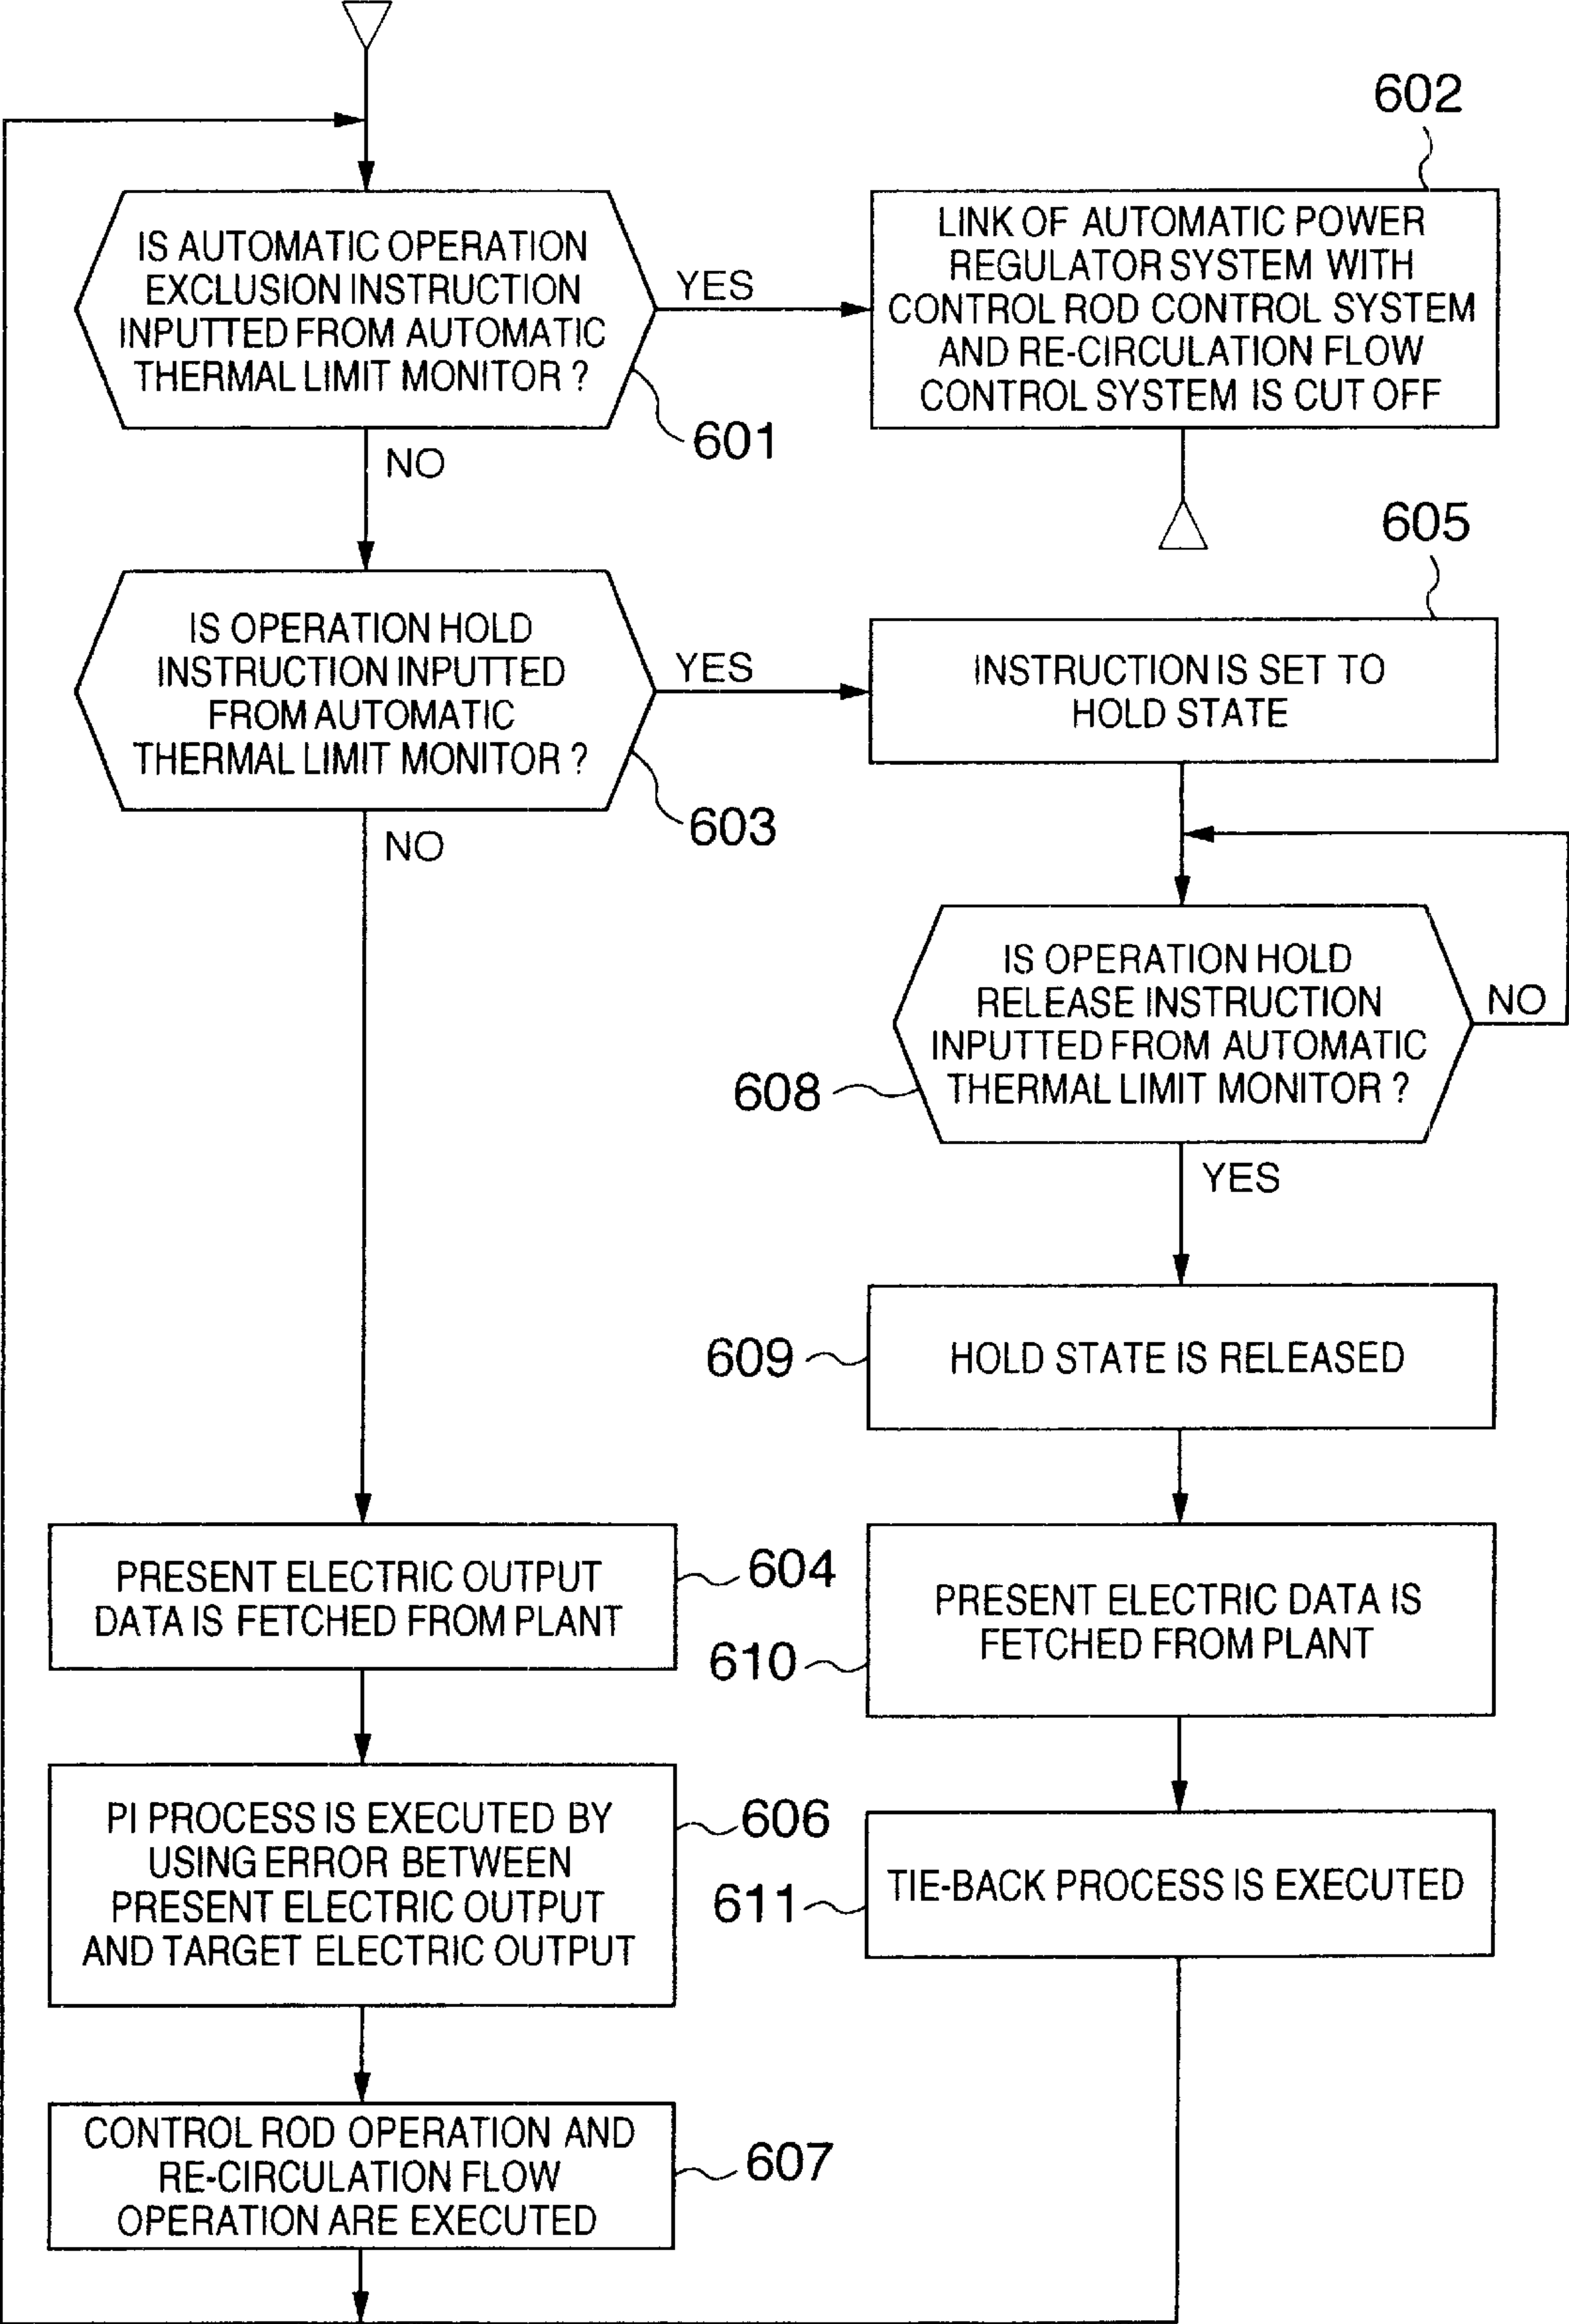 602
IS AUTOMATIC OPERATION
EXCLUSION INSTRUCTION
INPUTTED FROM AUTOMATIC
THERMAL LIMIT MONITOR ?
YES
LINK OF AUTOMATIC POWER
REGULATOR SYSTEM WITH
CONTROL ROD CONTROL SYSTEM
AND RE-CIRCULATION FLOW
CONTROL SYSTEM IS CUT OFF
601
NO
605
IS OPERATION HOLD
INSTRUCTION INPUTTED
FROM AUTOMATIC
THERMAL LIMIT MONITOR ?
YES
INSTRUCTION IS SET TO
HOLD STATE
603
NO
IS OPERATION HOLD
RELEASE INSTRUCTION
INPUTTED FROM AUTOMATIC
THERMAL LIMIT MONITOR ?
NO
608
YES
609
HOLD STATE IS RELEASED
PRESENT ELECTRIC OUTPUT
DATA IS FETCHED FROM PLANT
604
PRESENT ELECTRIC DATA IS
FETCHED FROM PLANT
610
PI PROCESS IS EXECUTED BY
USING ERROR BETWEEN
PRESENT ELECTRIC OUTPUT
AND TARGET ELECTRIC OUTPUT
606
TIE-BACK PROCESS IS EXECUTED
611
CONTROL ROD OPERATION AND
RE-CIRCULATION FLOW
OPERATION ARE EXECUTED
607